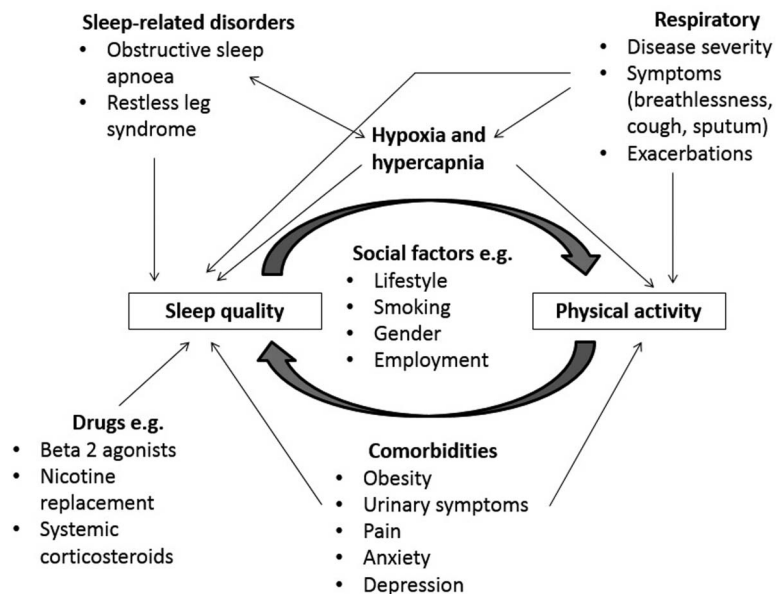 Sleep-related disorders
• Obstructive sleep
apnoea
• Restless leg
syndrome
Respiratory
• Disease severity
• Symptoms
(breathlessness,
cough, sputum)
• Exacerbations
Hypoxia and
hypercapnia
Social factors e.g.
• Lifestyle
• Smoking
• Gender
• Employment
Sleep quality
Physical activity
Drugs e.g.
• Beta 2 agonists
• Nicotine
replacement
• Systemic
corticosteroids
Comorbidities
• Obesity
• Urinary symptoms
• Pain
• Anxiety
• Depression